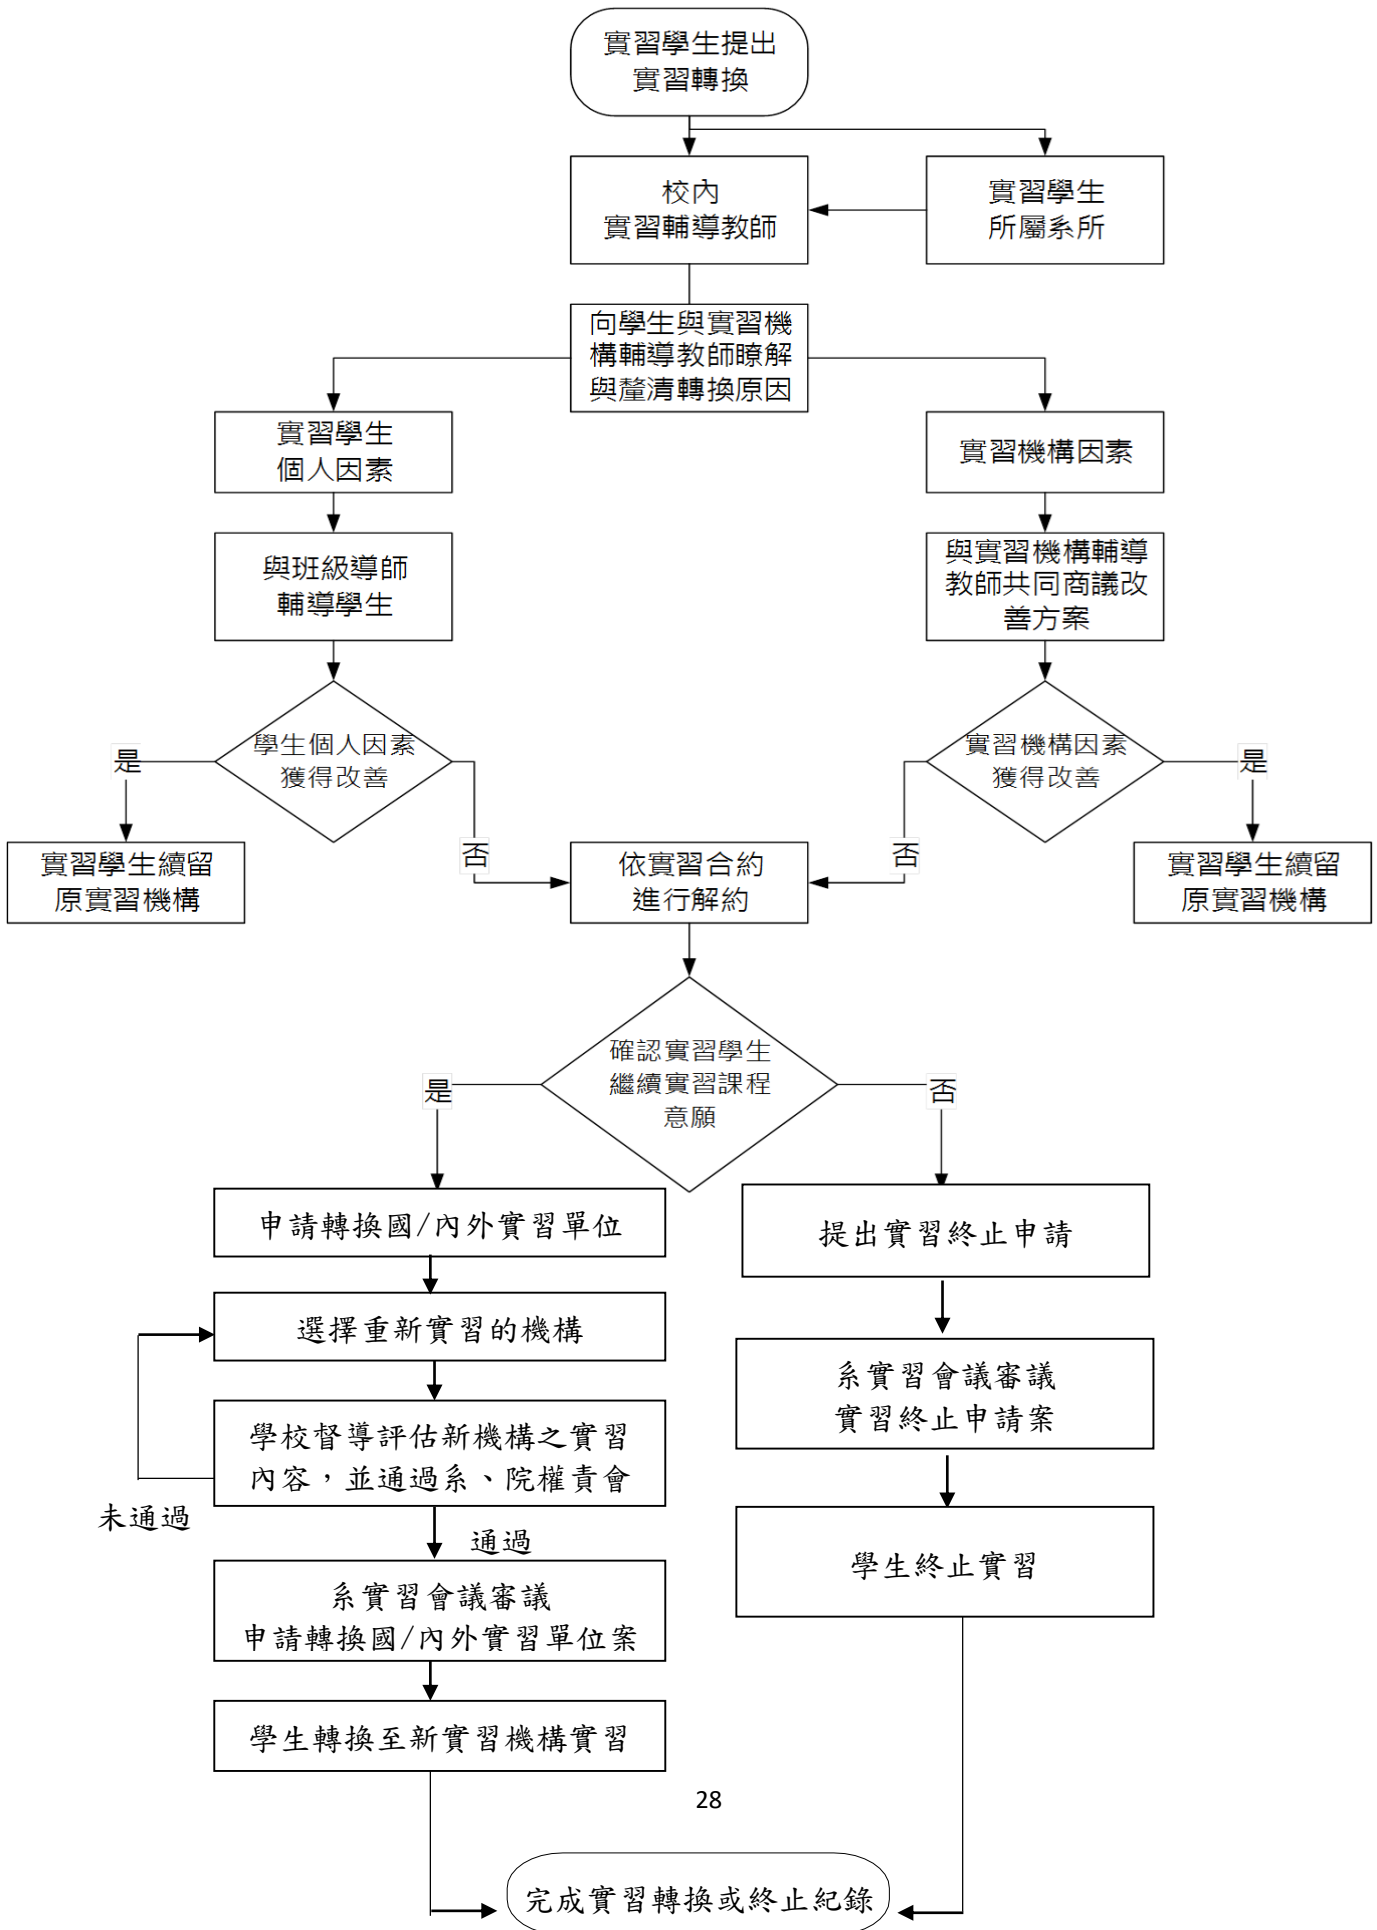 實習學生提出
實習轉換
校內
實習輔導教師
實習學生
所屬系所
向學生與實習機
構輔導教師瞭解
與釐清轉換原因
實習學生
個人因素
實習機構因素
與班級導師
輔導學生
與實習機構輔導
教師共同商議改
善方案
學生個人因素
獲得改善
實習機構因素
獲得改善
是
是
否
否
實習學生續留
原實習機構
依實習合約
進行解約
實習學生續留
原實習機構
確認實習學生
繼續實習課程
意願
是
否
申請轉換國/內外實習單位
提出實習終止申請
選擇重新實習的機構
系實習會議審議
實習終止申請案
學校督導評估新機構之實習
內容，並通過系、院權責會
未通過
通過
學生終止實習
系實習會議審議
申請轉換國/內外實習單位案
學生轉換至新實習機構實習
28
完成實習轉換或終止紀錄